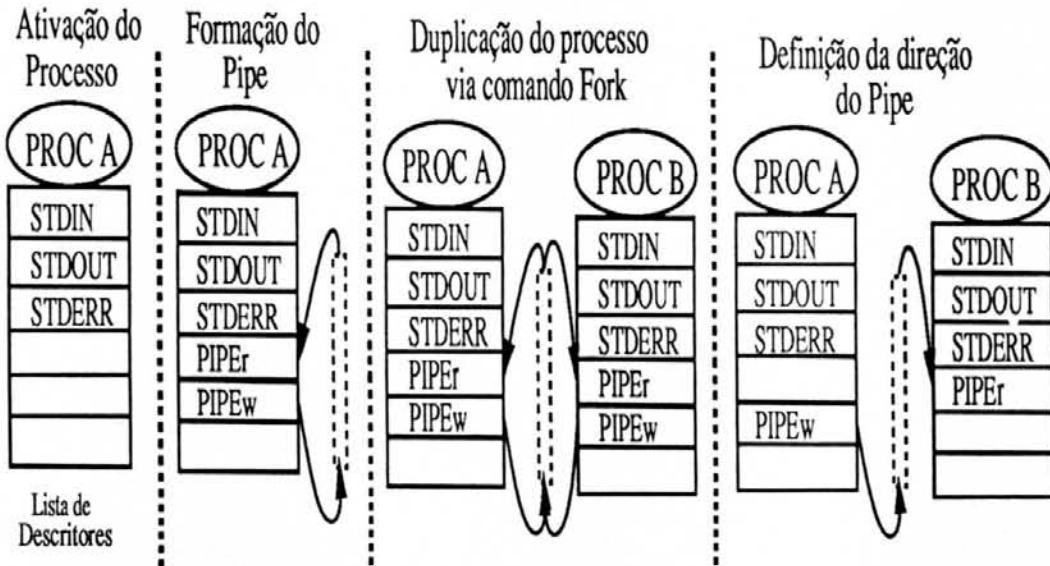 Ativação do
Processo
PROC A
STDIN
STDOUT
STDERR
Lista de
Descritores
Formação do
Pipe
PROC A
STDIN
STDOUT
STDERR
PIPEr
PIPEw
Duplicação do processo
via comando Fork
PROC A
STDIN
STDOUT
STDERR
PIPEr
PIPEw
PROC B
STDIN
STDOUT
STDERR
PIPEr
PIPEw
Definição da direção
do Pipe
PROC A
STDIN
STDOUT
STDERR
PIPEw
PROC B
STDIN
STDOUT
STDERR
PIPEr